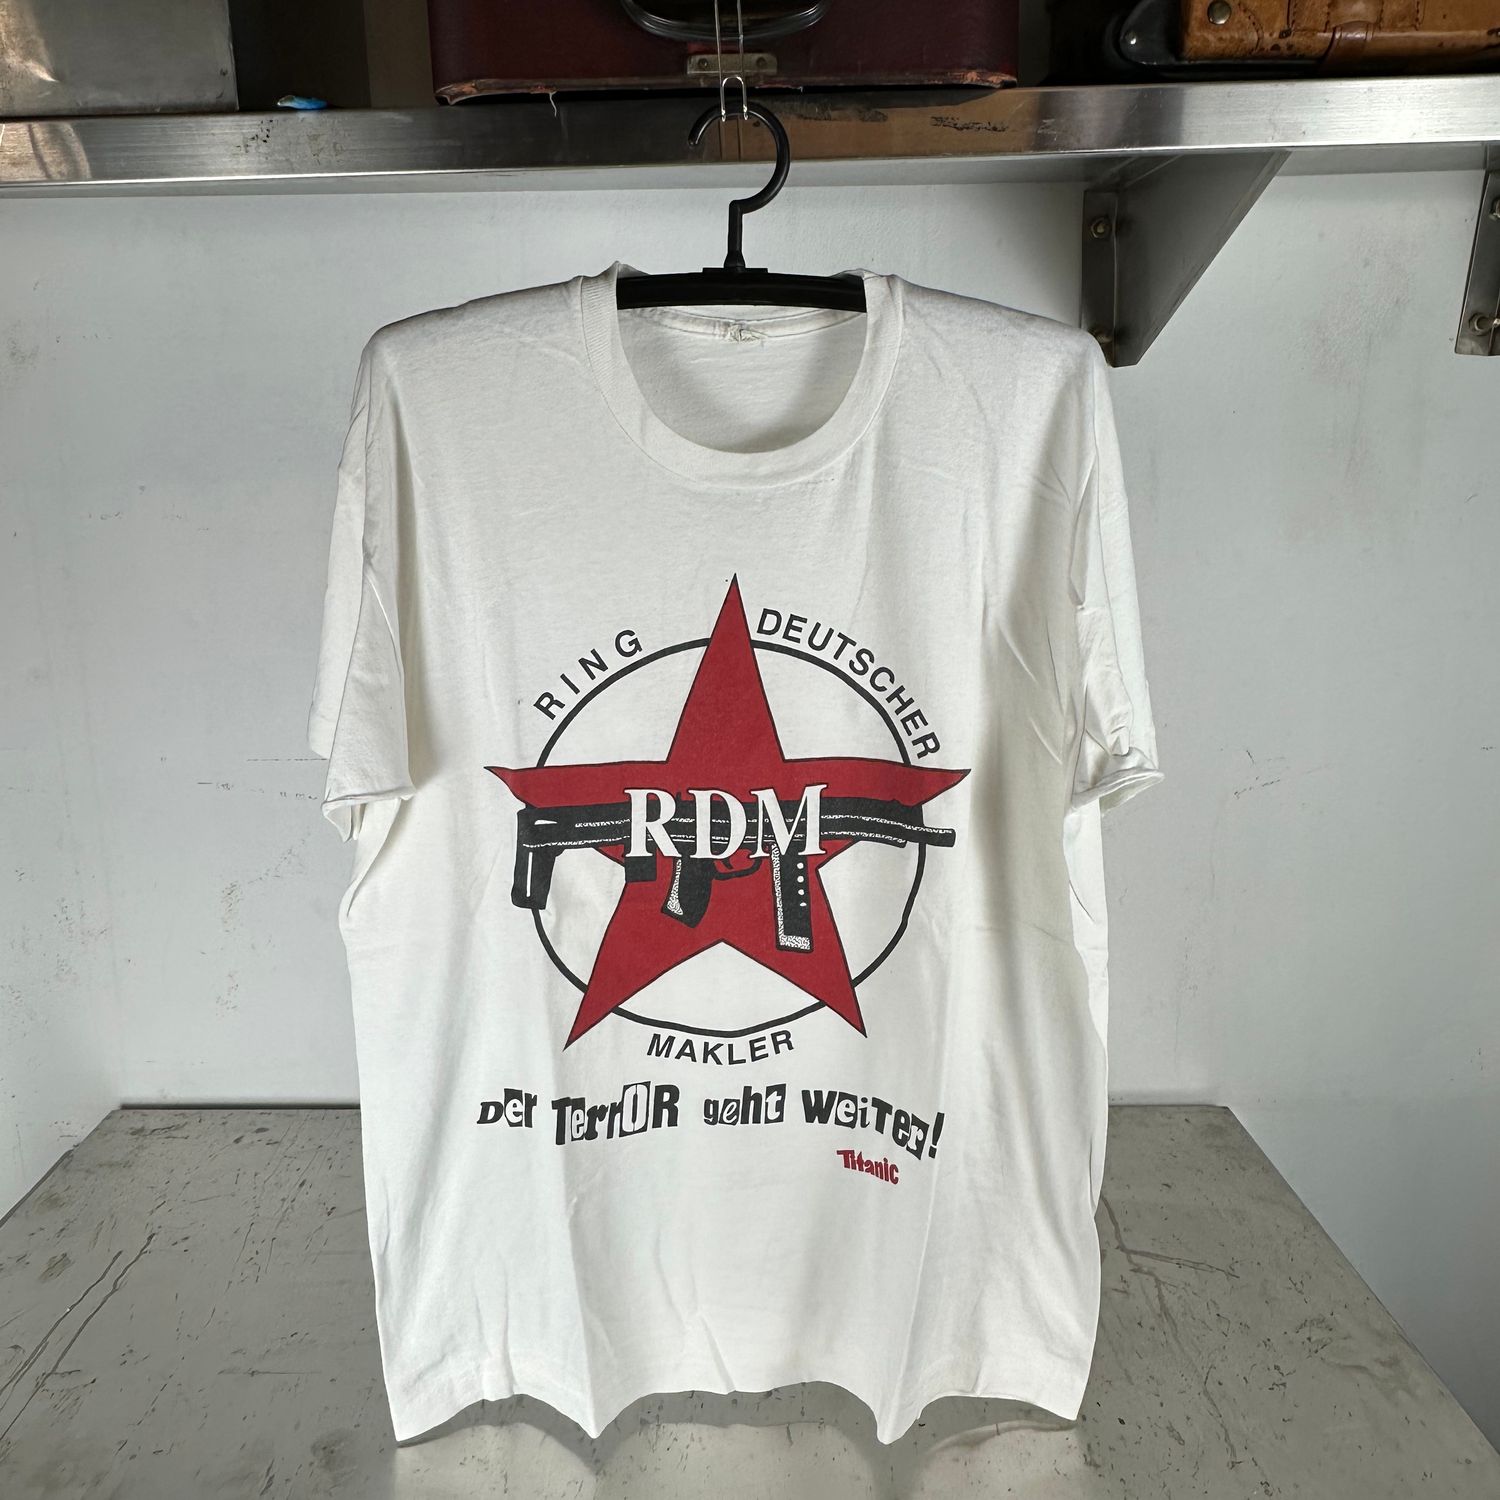 RING DEUTSCHER
RDM
MAKLER
Der TerrOR geht weiTer!
Titanic